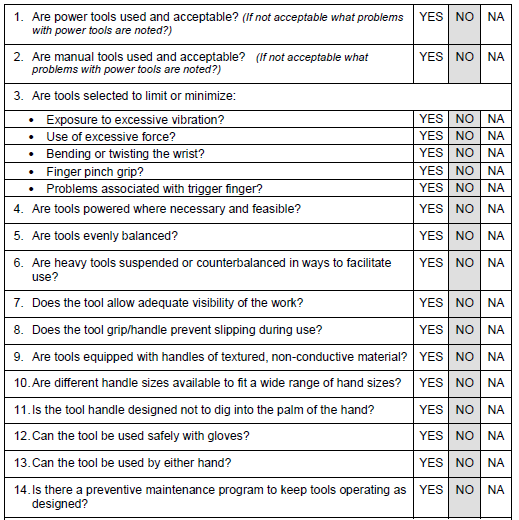 1. Are power tools used and acceptable? (If not acceptable what problems YES NO NA
with power tools are noted?)
2. Are manual tools used and acceptable? (If not acceptable what YES NO NA
problems with power tools are noted?)
3. Are tools selected to limit or minimize:
• Exposure to excessive vibration? YES NO NA
• Use of excessive force? YES NO NA
• Bending or twisting the wrist? YES NO NA
• Finger pinch grip? YES NO NA
• Problems associated with trigger finger? YES NO NA
4. Are tools powered where necessary and feasible? YES NO NA
5. Are tools evenly balanced? YES NO NA
6. Are heavy tools suspended or counterbalanced in ways to facilitate YES NO NA
use?
7. Does the tool allow adequate visibility of the work? YES NO NA
8. Does the tool grip/handle prevent slipping during use? YES NO NA
9. Are tools equipped with handles of textured, non-conductive material? YES NO NA
10. Are different handle sizes available to fit a wide range of hand sizes? YES NO NA
11. Is the tool handle designed not to dig into the palm of the hand? YES NO NA
12. Can the tool be used safely with gloves? YES NO NA
13. Can the tool be used by either hand? YES NO NA
14. Is there a preventive maintenance program to keep tools operating as YES NO NA
designed?